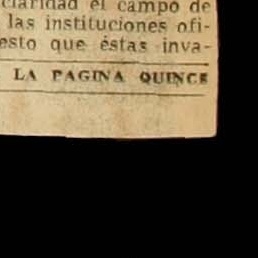 claridad el campo de
las instituciones ofi-
esto que éstas inva-
LA PAGINA QUINCE